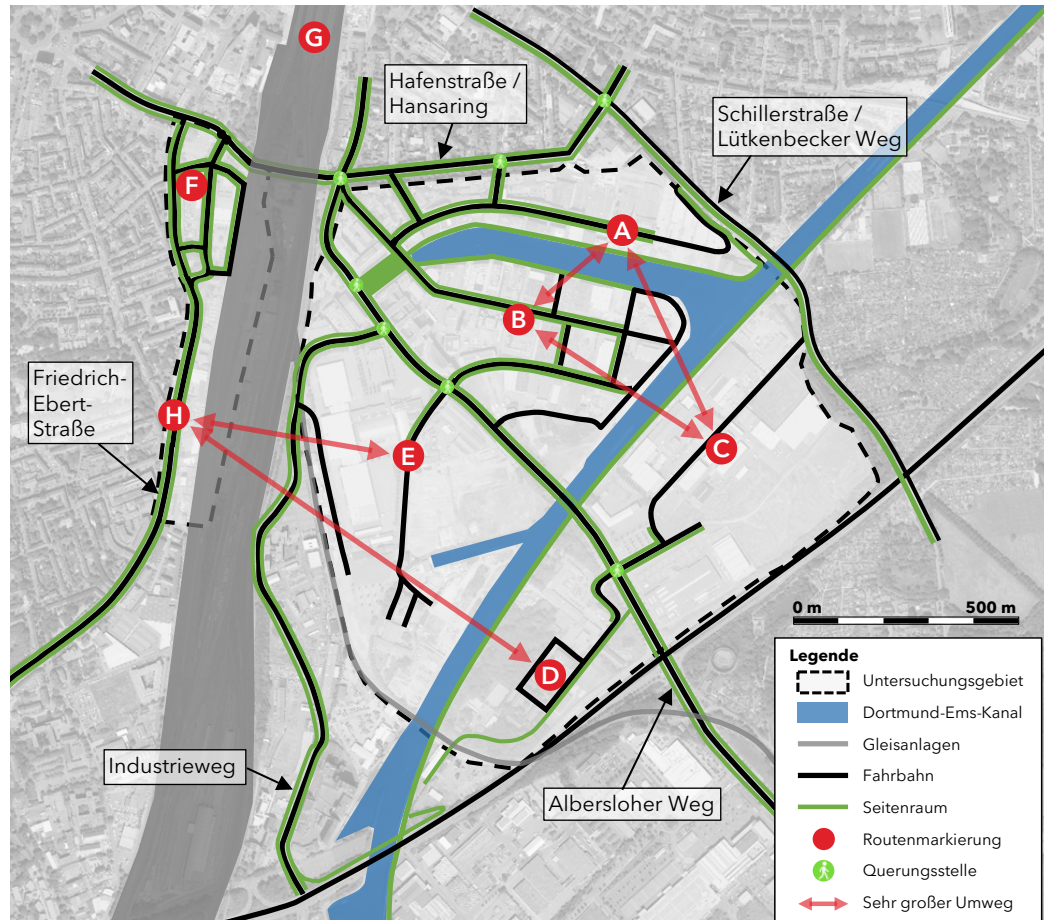 G
Hafenstraße /
Hansaring
Schillerstraße /
Lütkenbecker Weg
F
A
B
Friedrich-
Ebert-
Straße
H
E
C
0 m 500 m
D
Industrieweg
Albersloher Weg
Legende
Untersuchungsgebiet
Dortmund-Ems-Kanal
Gleisanlagen
Fahrbahn
Seitenraum
Routenmarkierung
Querungsstelle
Sehr großer Umweg